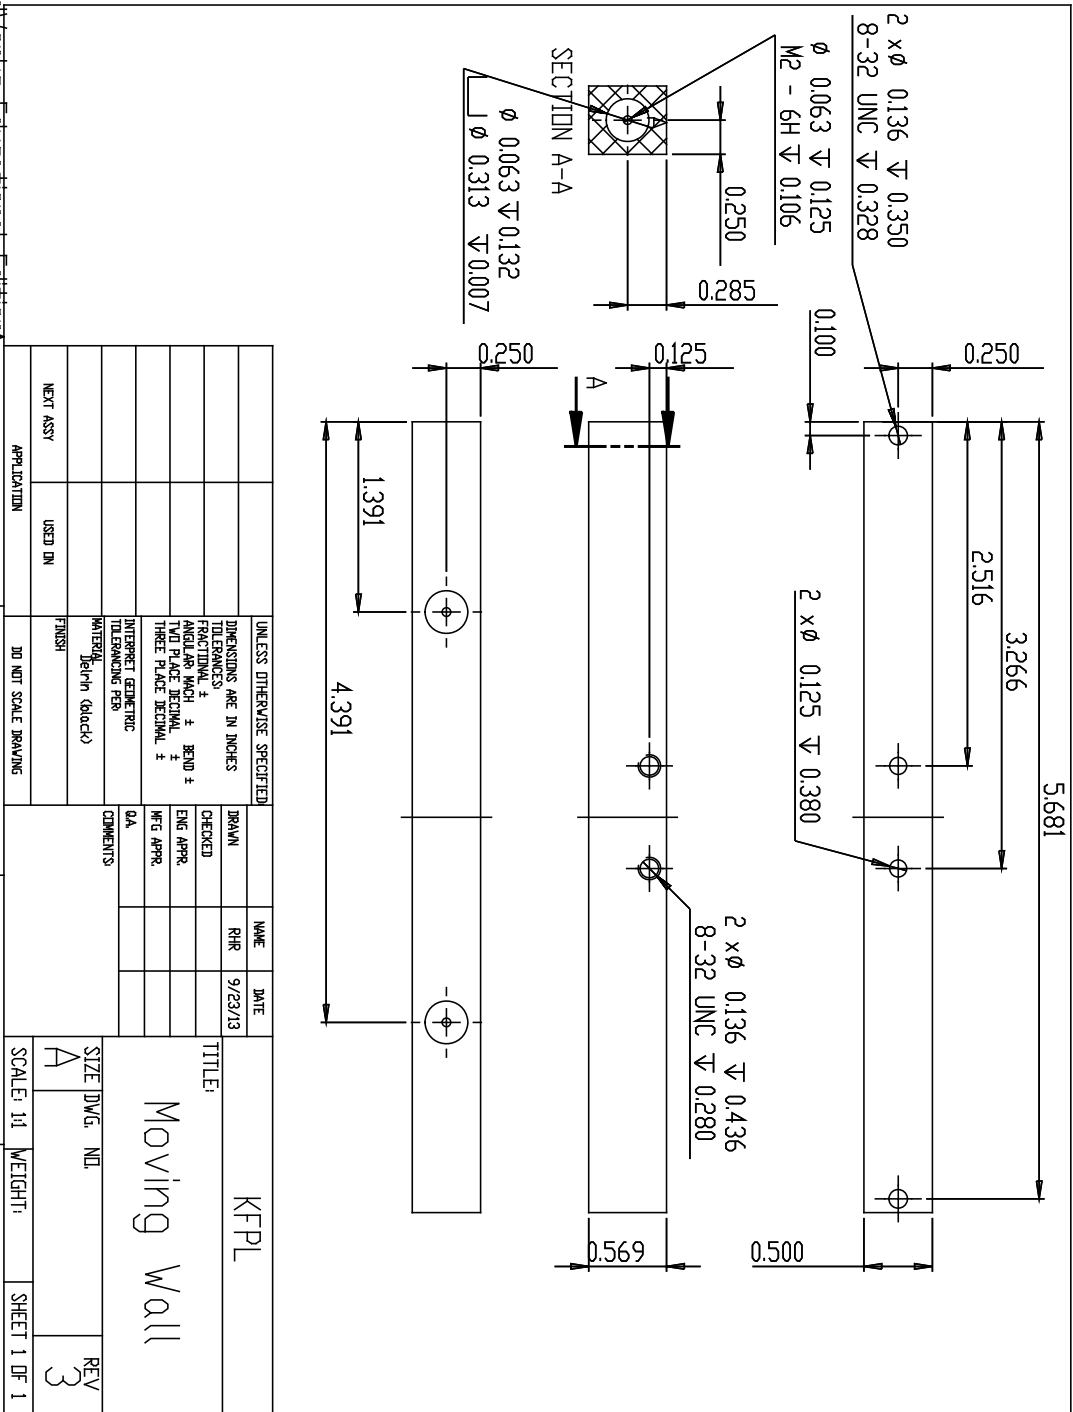 5.681
3.266
2.516
0.250
0.100
2 x⌀ 0.136 ↧ 0.350
8-32 UNC ↧ 0.328
2 x⌀ 0.125 ↧ 0.380
0.500
⌀ 0.063 ↧ 0.125
M2 - 6H ↧ 0.106
0.250
0.285
SECTION A-A
⌀ 0.063 ↧ 0.132
⌀ 0.313 ↧ 0.007
0.125
A
2 x⌀ 0.136 ↧ 0.436
8-32 UNC ↧ 0.280
0.569
0.250
1.391
4.391
NEXT ASSY
USED ON
APPLICATION
UNLESS OTHERWISE SPECIFIED:
DIMENSIONS ARE IN INCHES
TOLERANCES:
FRACTIONAL ±
ANGULAR: MACH ± BEND ±
TWO PLACE DECIMAL ±
THREE PLACE DECIMAL ±
INTERPRET GEOMETRIC
TOLERANCING PER:
MATERIAL
Delrin (black)
FINISH
DO NOT SCALE DRAWING
NAME
DATE
DRAWN
RHR
9/23/13
CHECKED
ENG APPR.
MFG APPR.
Q.A.
COMMENTS:
KFPL
TITLE:
Moving Wall
SIZE
A
DWG. NO.
REV
3
SCALE: 1:1
WEIGHT:
SHEET 1 OF 1